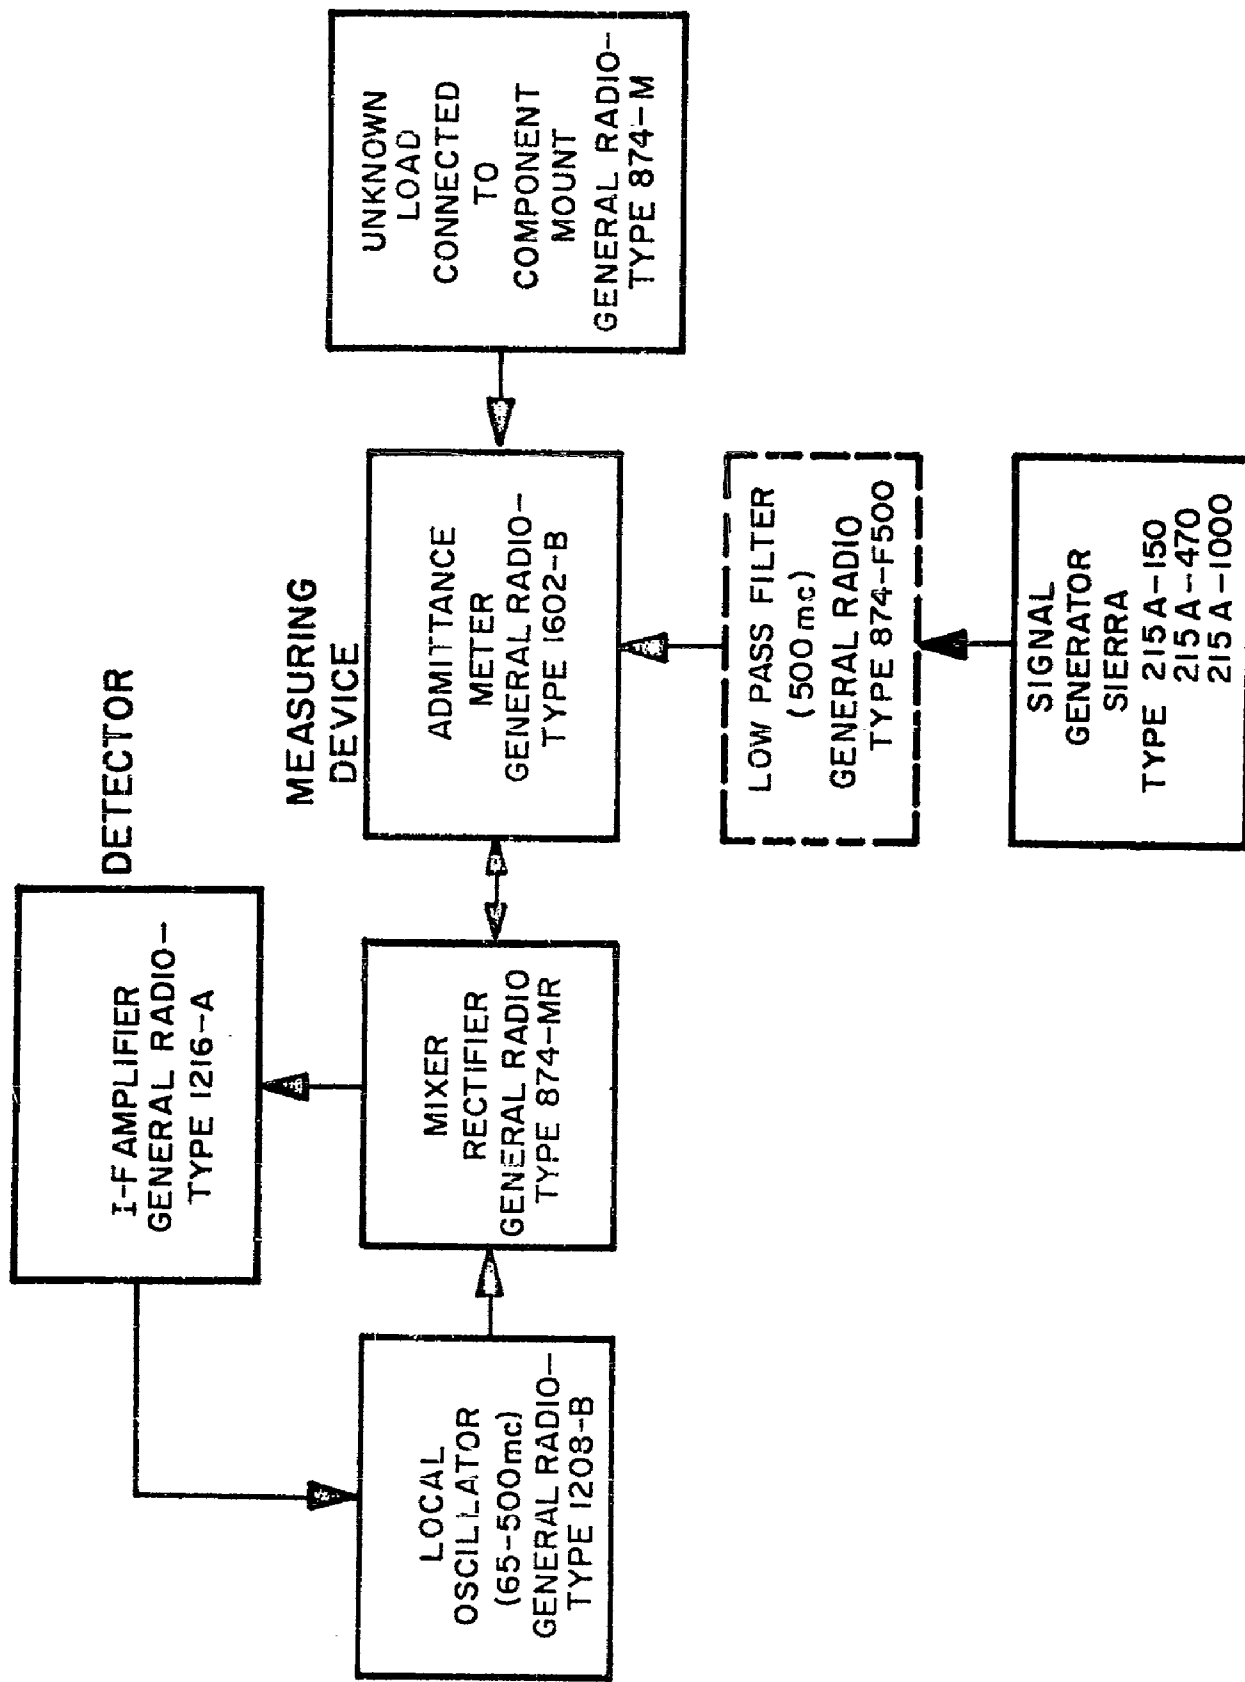 DETECTOR
I-F AMPLIFIER
GENERAL RADIO-
TYPE 1216-A
MEASURING
DEVICE
LOCAL
OSCILLATOR
(65-500mc)
GENERAL RADIO-
TYPE 1208-B
MIXER
RECTIFIER
GENERAL RADIO
TYPE 874-MR
ADMITTANCE
METER
GENERAL RADIO-
TYPE 1602-B
UNKNOWN
LOAD
CONNECTED
TO
COMPONENT
MOUNT
GENERAL RADIO-
TYPE 874-M
LOW PASS FILTER
(500mc)
GENERAL RADIO
TYPE 874-F500
SIGNAL
GENERATOR
SIERRA
TYPE 215A-150
215A-470
215A-1000